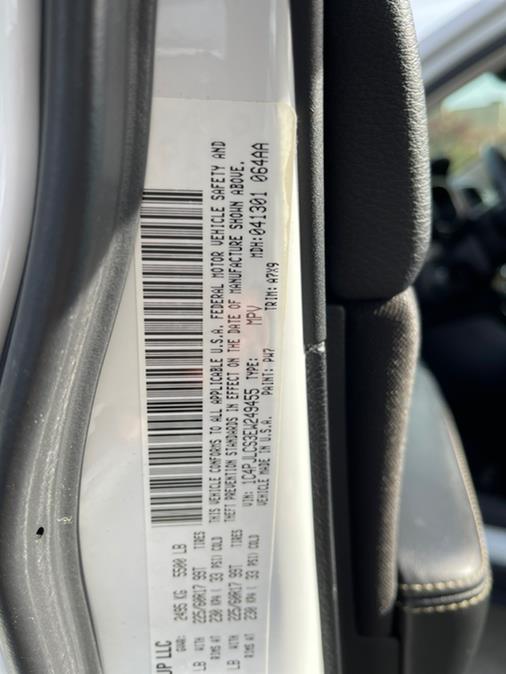 UP LLC
GVWR: 2495 KG 5500 LB
LB WITH 225/60R17 99T TIRES
RIMS AT 230 KPA ( 33 PSI) COLD
LB WITH 225/60R17 99T TIRES
RIMS AT 230 KPA ( 33 PSI) COLD
THIS VEHICLE CONFORMS TO ALL APPLICABLE U.S.A. FEDERAL MOTOR VEHICLE SAFETY AND
THEFT PREVENTION STANDARDS IN EFFECT ON THE DATE OF MANUFACTURE SHOWN ABOVE.
VIN: 1C4PJLCS3EW249455 TYPE: MPV MDH: 041301 064AA
VEHICLE MADE IN U.S.A. PAINT: PW7 TRIM: A7X9